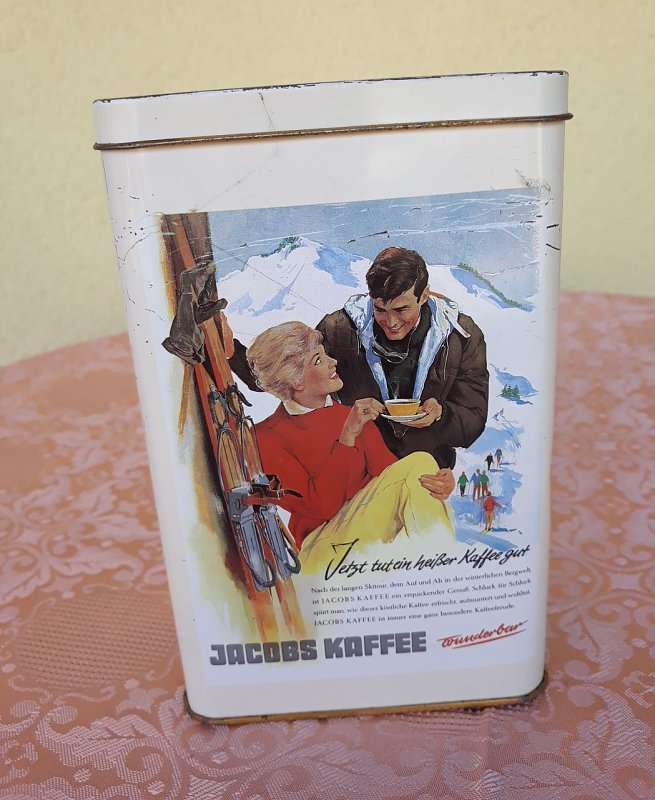 Jetzt tut ein heißer Kaffee gut
Nach der langen Skitour, dem Auf und Ab in der winterlichen Bergwelt
ist JACOBS KAFFEE ein erquickender Genuß. Schluck für Schluck
spürt man, wie dieser köstliche Kaffee erfrischt, aufmuntert und wohltut.
JACOBS KAFFEE ist immer eine ganz besondere Kaffeefreude.
JACOBS KAFFEE wunderbar